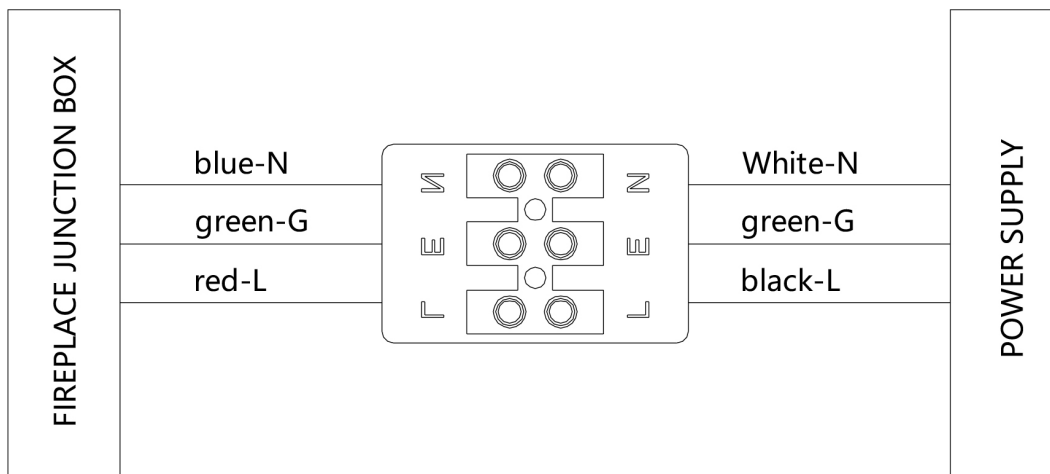 FIREPLACE JUNCTION BOX
blue-N
green-G
red-L
N
E
L
N
E
L
White-N
green-G
black-L
POWER SUPPLY